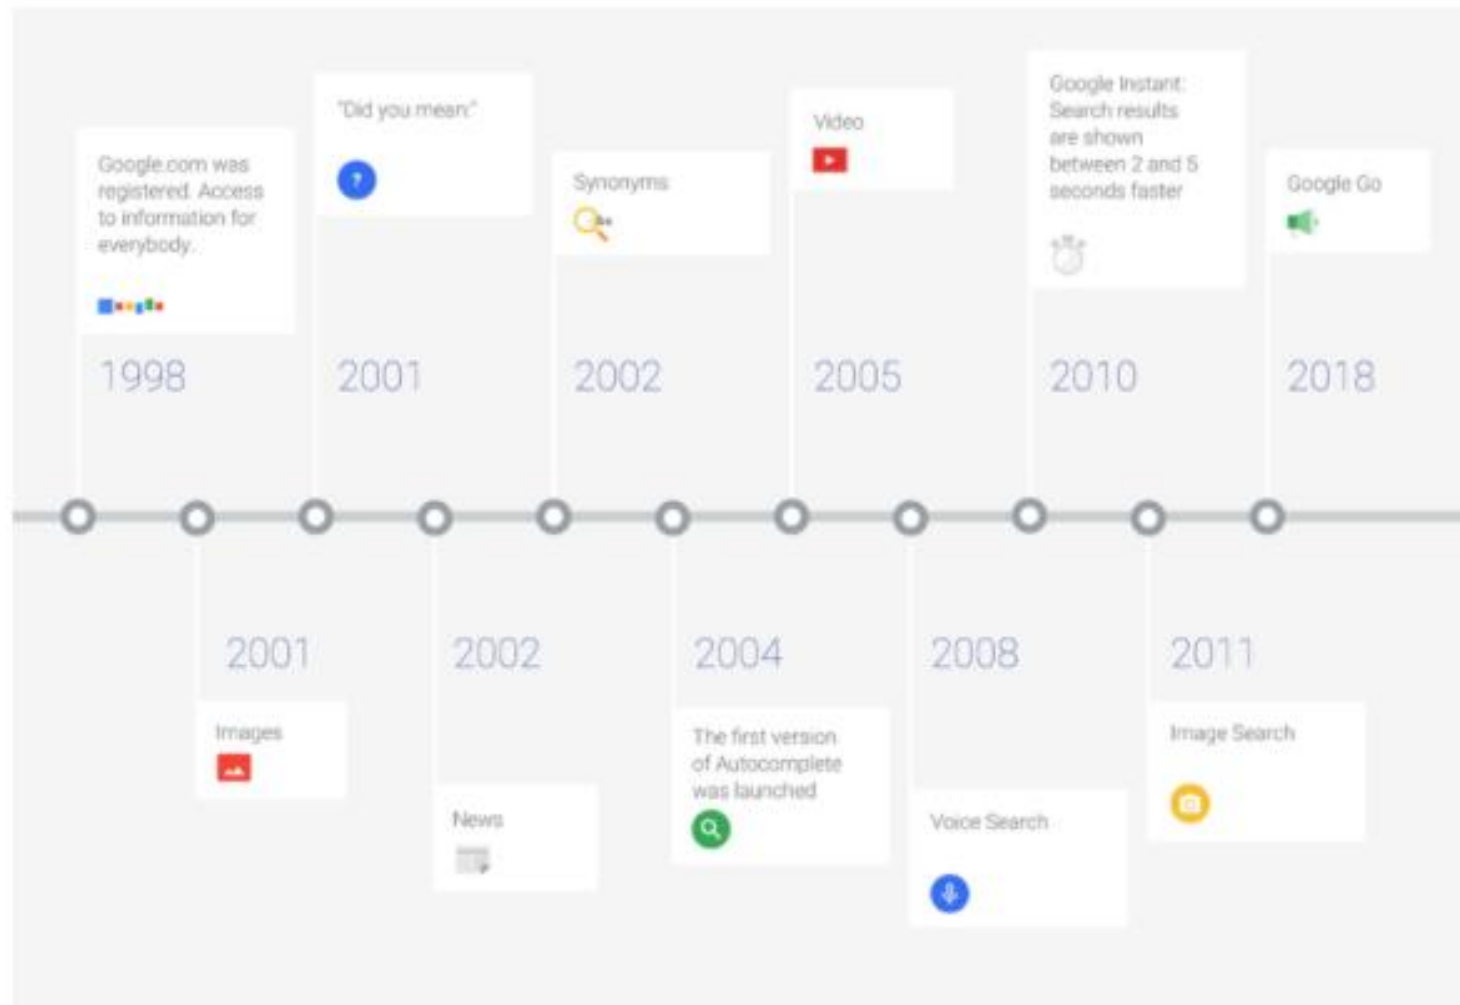 Google.com was
registered. Access
to information for
everybody.
1998
2001
Images
"Did you mean:"
?
2001
2002
News
Synonyms
2002
2004
The first version
of Autocomplete
was launched
Video
2005
2008
Voice Search
Google Instant:
Search results
are shown
between 2 and 5
seconds faster
2010
2011
Image Search
Google Go
2018